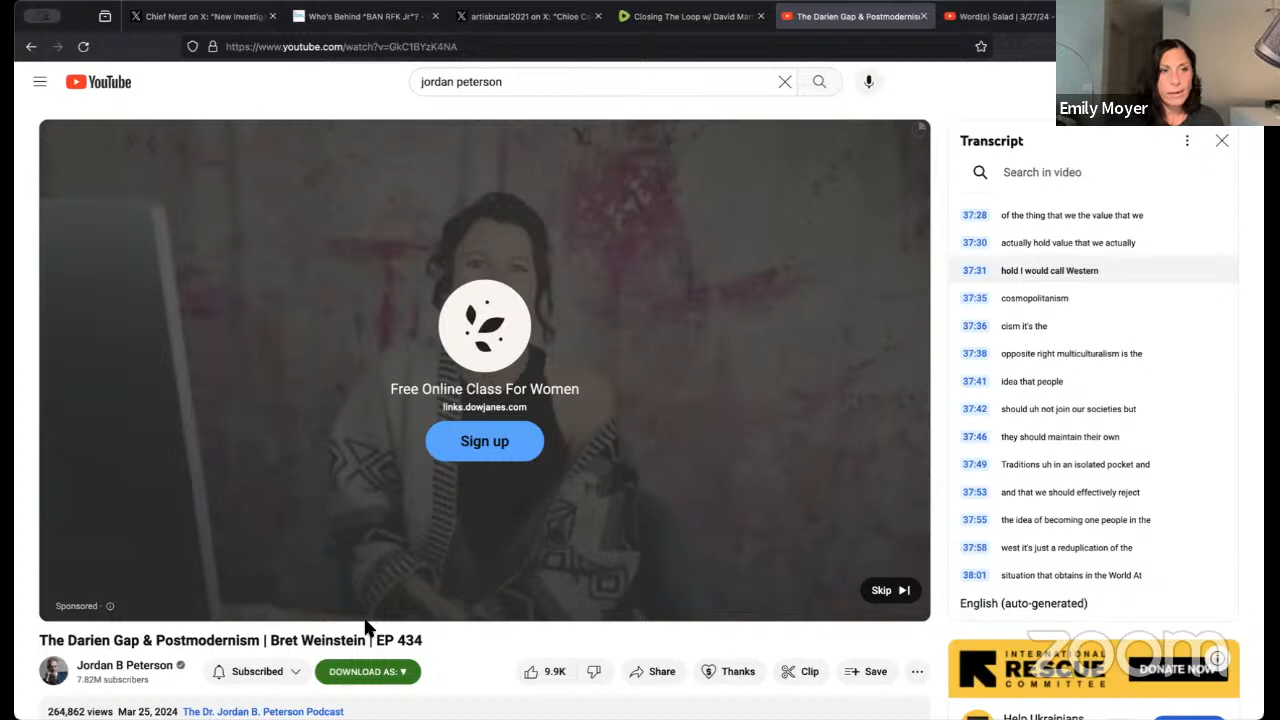 Chief Nerd on X: "New Investiga
Who's Behind "BAN RFK Jr"? -
artisbrutal2021 on X: "Chloe Co
Closing The Loop w/ David Mar
The Darien Gap & Postmodernis
Word(s) Salad | 3/27/24 -
https://www.youtube.com/watch?v=GkC1BYzK4NA
YouTube
jordan peterson
Emily Moyer
Free Online Class For Women
links.dowjanes.com
Sign up
Skip
Sponsored
The Darien Gap & Postmodernism | Bret Weinstein | EP 434
Jordan B Peterson
7.82M subscribers
Subscribed
DOWNLOAD AS: ▼
9.9K
Share
Thanks
Clip
Save
264,862 views Mar 25, 2024 The Dr. Jordan B. Peterson Podcast
Transcript
Search in video
37:28 of the thing that we the value that we
37:30 actually hold value that we actually
37:31 hold I would call Western
37:35 cosmopolitanism
37:36 cism it's the
37:38 opposite right multiculturalism is the
37:41 idea that people
37:42 should uh not join our societies but
37:46 they should maintain their own
37:49 Traditions uh in an isolated pocket and
37:53 and that we should effectively reject
37:55 the idea of becoming one people in the
37:58 west it's just a reduplication of the
38:01 situation that obtains in the World At
English (auto-generated)
INTERNATIONAL
RESCUE
COMMITTEE
DONATE NOW
zoom
Help Ukrainians